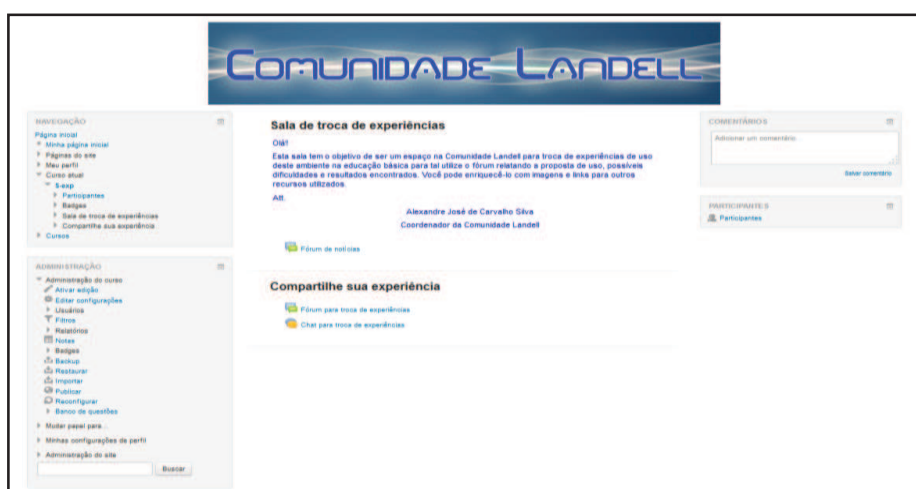 COMUNIDADE LANDELL
NAVEGAÇÃO
Página inicial
Minha página inicial
Páginas do site
Meu perfil
Curso atual
S-exp
Participantes
Badges
Sala de troca de experiências
Compartilhe sua experiência
Cursos
ADMINISTRAÇÃO
Administração do curso
Ativar edição
Editar configurações
Usuários
Filtros
Relatórios
Notas
Badges
Backup
Restaurar
Importar
Publicar
Reconfigurar
Banco de questões
Mudar papel para...
Minhas configurações de perfil
Administração do site
Buscar
Sala de troca de experiências
Olá!
Esta sala tem o objetivo de ser um espaço na Comunidade Landell para troca de experiências de uso
deste ambiente na educação básica para tal utilize o fórum relatando a proposta de uso, possíveis
dificuldades e resultados encontrados. Você pode enriquecê-lo com imagens e links para outros
recursos utilizados.
Att.
Alexandre José de Carvalho Silva
Coordenador da Comunidade Landell
Fórum de notícias
Compartilhe sua experiência
Fórum para troca de experiências
Chat para troca de experiências
COMENTÁRIOS
Adicionar um comentário...
Salvar comentário
PARTICIPANTES
Participantes